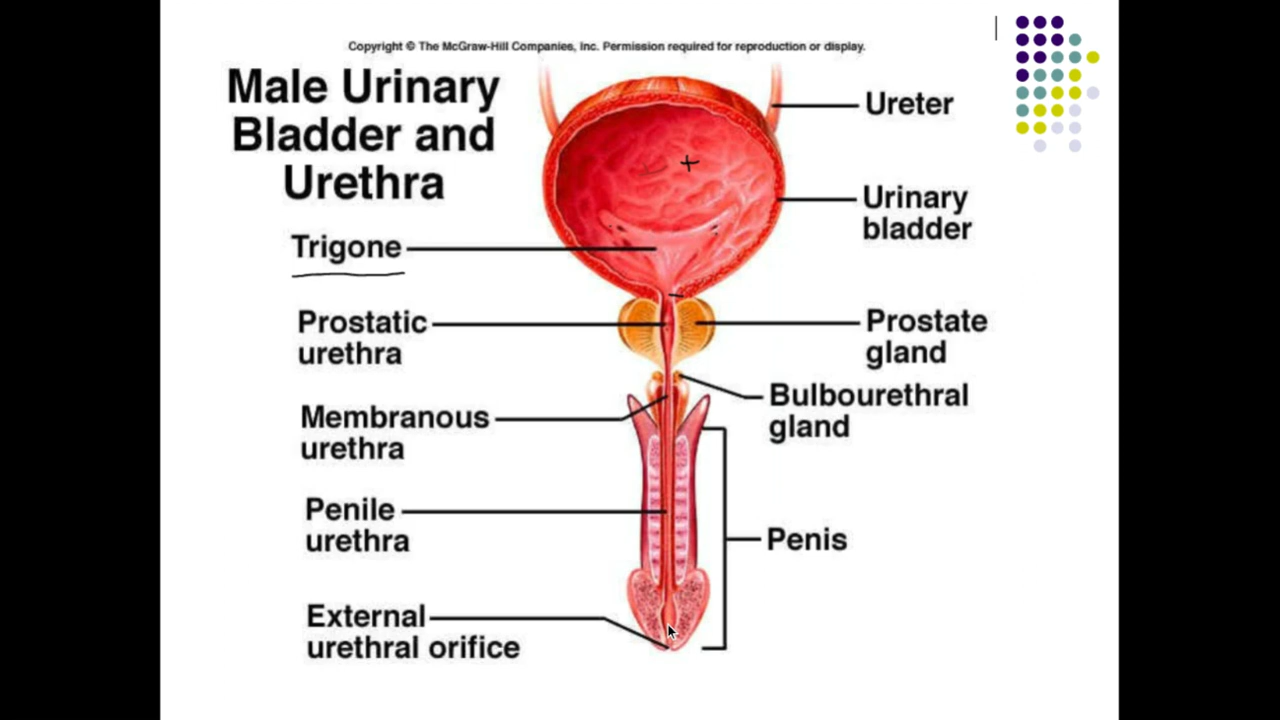 Copyright © The McGraw-Hill Companies, Inc. Permission required for reproduction or display.
Male Urinary
Bladder and
Urethra
Trigone
Prostatic
urethra
Membranous
urethra
Penile
urethra
External
urethral orifice
Ureter
Urinary
bladder
Prostate
gland
Bulbourethral
gland
Penis